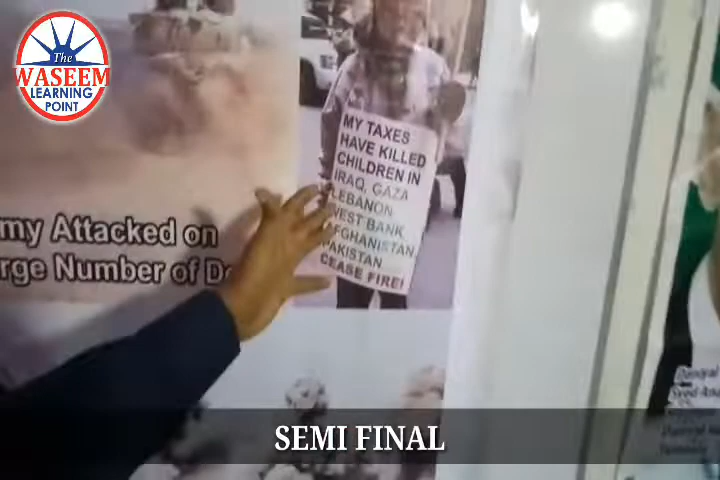 The
WASEEM
LEARNING
POINT
MY TAXES
HAVE KILLED
CHILDREN IN
IRAQ, GAZA
LEBANON
WEST BANK
AFGHANISTAN,
PAKISTAN
CEASE FIRE!
my Attacked on
rge Number of
SEMI FINAL